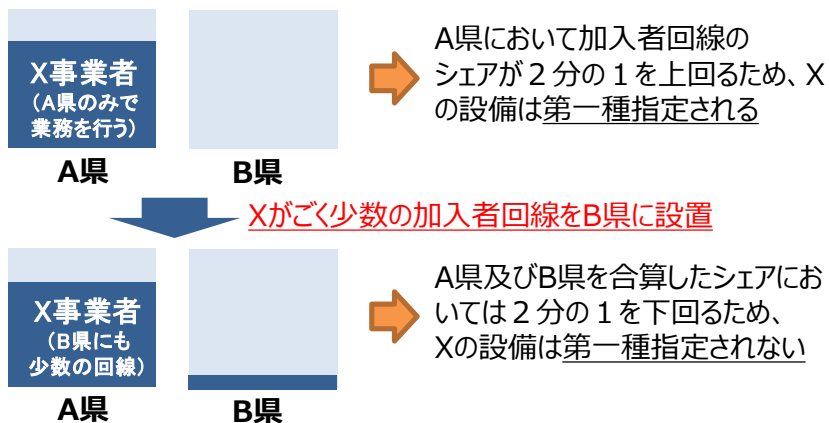 X事業者
（A県のみで
業務を行う）
A県
B県
A県において加入者回線の
シェアが２分の１を上回るため、X
の設備は第一種指定される
Xがごく少数の加入者回線をB県に設置
X事業者
（B県にも
少数の回線）
A県
B県
A県及びB県を合算したシェアにお
いては２分の１を下回るため、
Xの設備は第一種指定されない